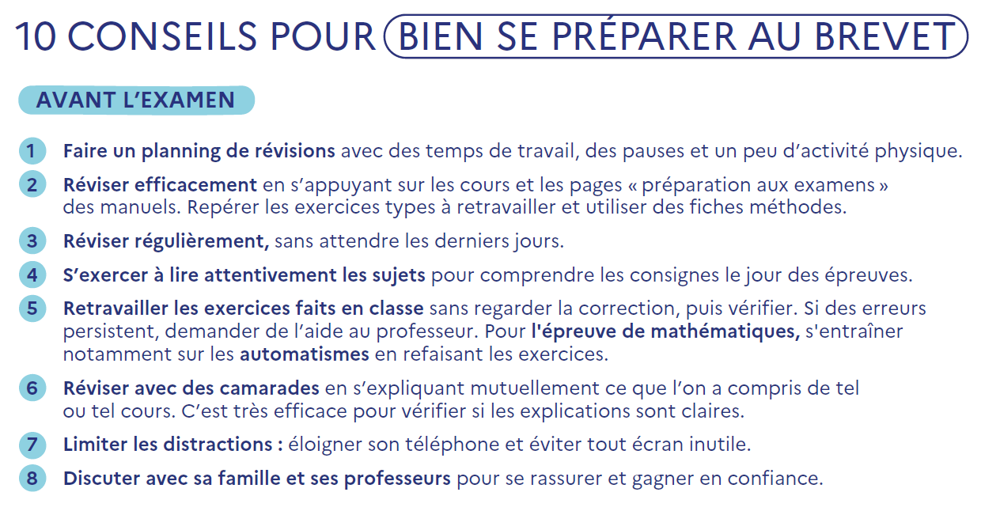 10 CONSEILS POUR BIEN SE PRÉPARER AU BREVET
AVANT L’EXAMEN
1 Faire un planning de révisions avec des temps de travail, des pauses et un peu d’activité physique.
2 Réviser efficacement en s’appuyant sur les cours et les pages « préparation aux examens »
des manuels. Repérer les exercices types à retravailler et utiliser des fiches méthodes.
3 Réviser régulièrement, sans attendre les derniers jours.
4 S’exercer à lire attentivement les sujets pour comprendre les consignes le jour des épreuves.
5 Retravailler les exercices faits en classe sans regarder la correction, puis vérifier. Si des erreurs
persistent, demander de l’aide au professeur. Pour l'épreuve de mathématiques, s'entraîner
notamment sur les automatismes en refaisant les exercices.
6 Réviser avec des camarades en s’expliquant mutuellement ce que l’on a compris de tel
ou tel cours. C’est très efficace pour vérifier si les explications sont claires.
7 Limiter les distractions : éloigner son téléphone et éviter tout écran inutile.
8 Discuter avec sa famille et ses professeurs pour se rassurer et gagner en confiance.